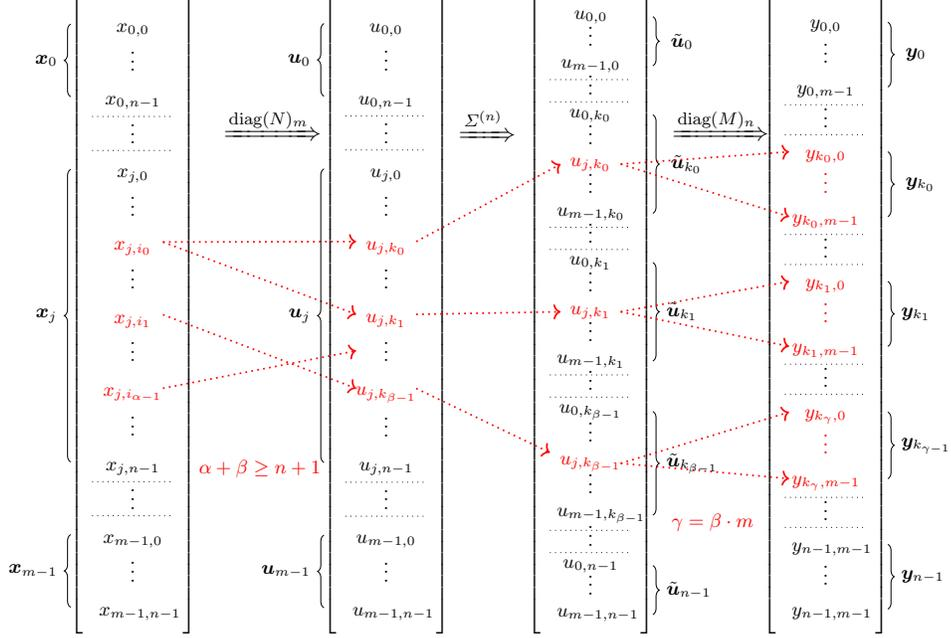 x_{0,0}
⋮
x_{0,n−1}
⋮
x_{j,0}
⋮
x_{j,i_0}
⋮
x_{j,i_1}
⋮
x_{j,i_{α−1}}
⋮
x_{j,n−1}
⋮
x_{m−1,0}
⋮
x_{m−1,n−1}
𝒙_0
𝒙_j
𝒙_{m−1}
diag(N)_m
α + β ≥ n + 1
𝒖_0
𝒖_j
𝒖_{m−1}
u_{0,0}
⋮
u_{0,n−1}
⋮
u_{j,0}
⋮
u_{j,k_0}
⋮
u_{j,k_1}
⋮
u_{j,k_{β−1}}
⋮
u_{j,n−1}
⋮
u_{m−1,0}
⋮
u_{m−1,n−1}
Σ^{(n)}
u_{0,0}
⋮
u_{m−1,0}
⋮
u_{0,k_0}
⋮
u_{j,k_0}
⋮
u_{m−1,k_0}
⋮
u_{0,k_1}
⋮
u_{j,k_1}
⋮
u_{m−1,k_1}
⋮
u_{0,k_{β−1}}
⋮
u_{j,k_{β−1}}
⋮
u_{m−1,k_{β−1}}
⋮
u_{0,n−1}
⋮
u_{m−1,n−1}
𝒖̃_0
𝒖̃_{k_0}
𝒖̃_{k_1}
𝒖̃_{k_{β−1}}
𝒖̃_{n−1}
diag(M)_n
γ = β · m
y_{0,0}
⋮
y_{0,m−1}
⋮
y_{k_0,0}
⋮
y_{k_0,m−1}
⋮
y_{k_1,0}
⋮
y_{k_1,m−1}
⋮
y_{k_γ,0}
⋮
y_{k_γ,m−1}
⋮
y_{n−1,m−1}
⋮
y_{n−1,m−1}
𝒚_0
𝒚_{k_0}
𝒚_{k_1}
𝒚_{k_{γ−1}}
𝒚_{n−1}